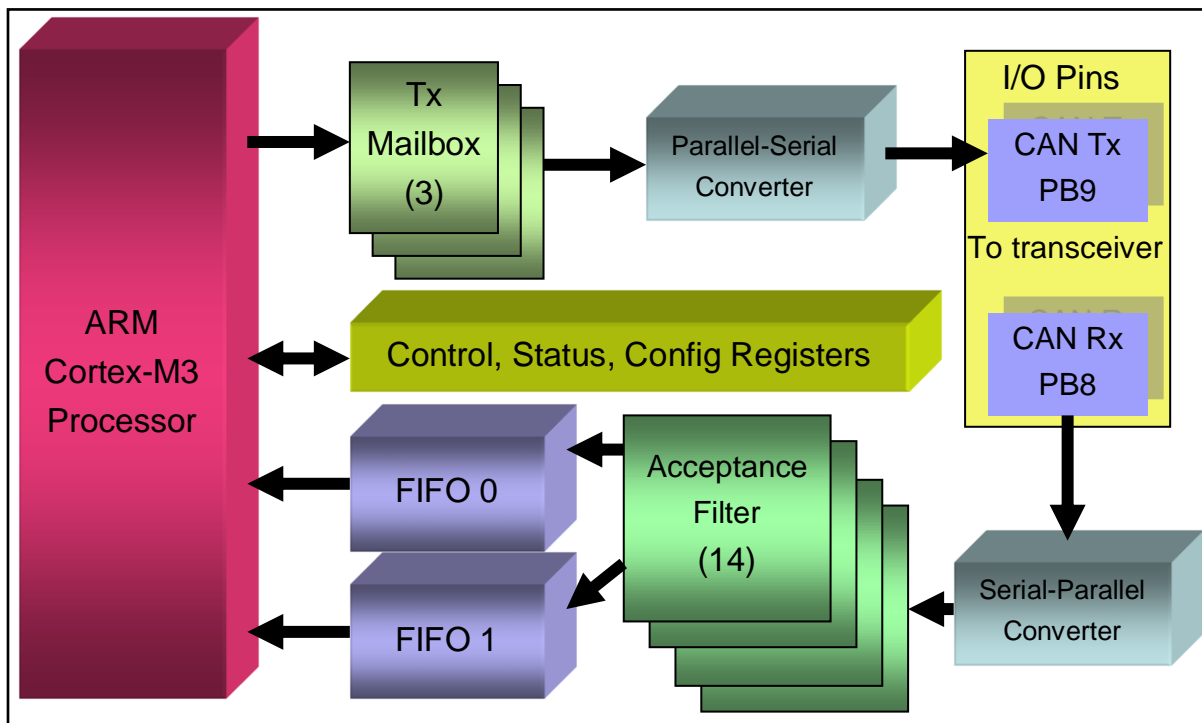 Tx
Mailbox
(3)
Parallel-Serial
Converter
I/O Pins
CAN Tx
PB9
To transceiver
CAN Rx
PB8
ARM
Cortex-M3
Processor
Control, Status, Config Registers
FIFO 0
FIFO 1
Acceptance
Filter
(14)
Serial-Parallel
Converter